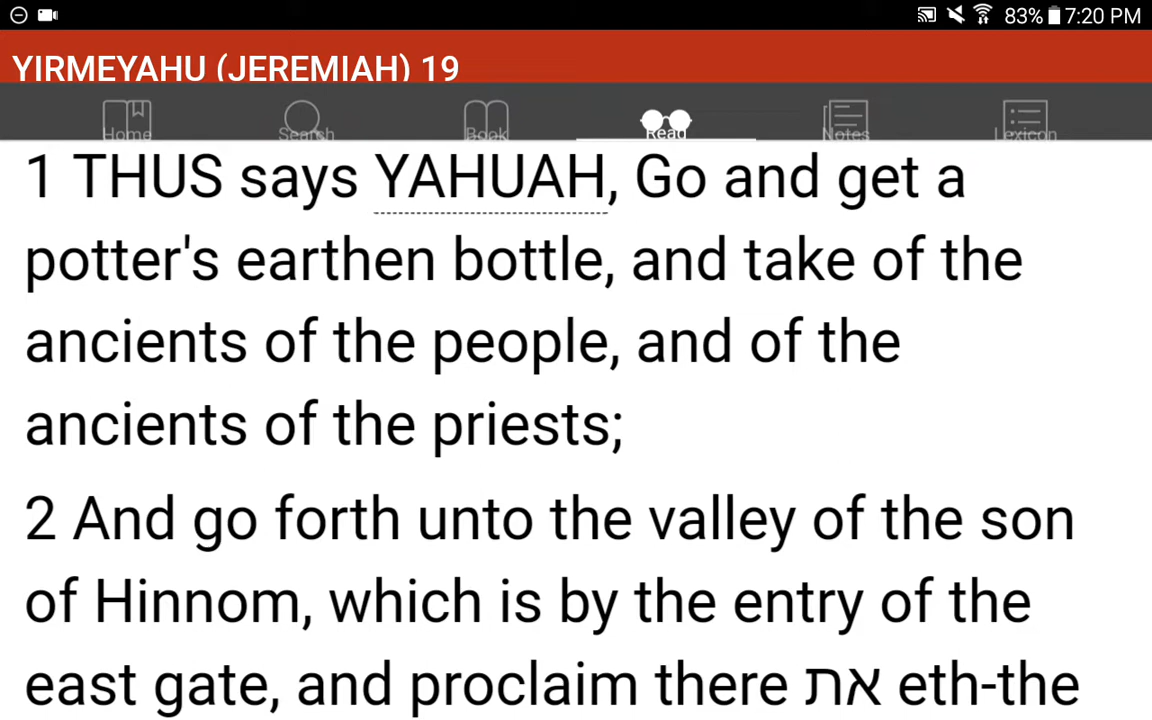 83% 7:20 PM
YIRMEYAHU (JEREMIAH) 19
Home Search Book Read Notes Lexicon
1 THUS says YAHUAH, Go and get a
potter's earthen bottle, and take of the
ancients of the people, and of the
ancients of the priests;
2 And go forth unto the valley of the son
of Hinnom, which is by the entry of the
east gate, and proclaim there את eth-the